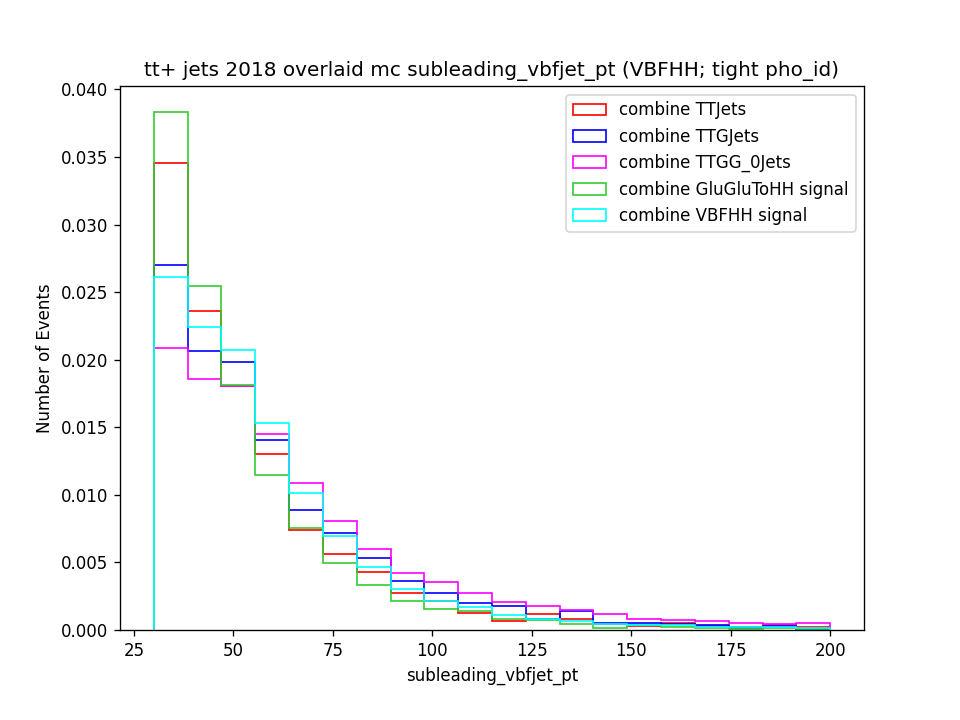 tt+ jets 2018 overlaid mc subleading_vbfjet_pt (VBFHH; tight pho_id)
combine TTJets
combine TTGJets
combine TTGG_0Jets
combine GluGluToHH signal
combine VBFHH signal
Number of Events
0.040
0.035
0.030
0.025
0.020
0.015
0.010
0.005
0.000
25 50 75 100 125 150 175 200
subleading_vbfjet_pt